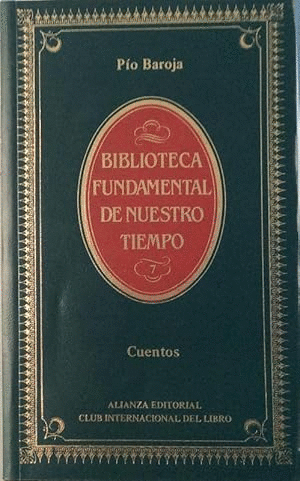 Pío Baroja
BIBLIOTECA
FUNDAMENTAL
DE NUESTRO
TIEMPO
7
Cuentos
ALIANZA EDITORIAL
CLUB INTERNACIONAL DEL LIBRO